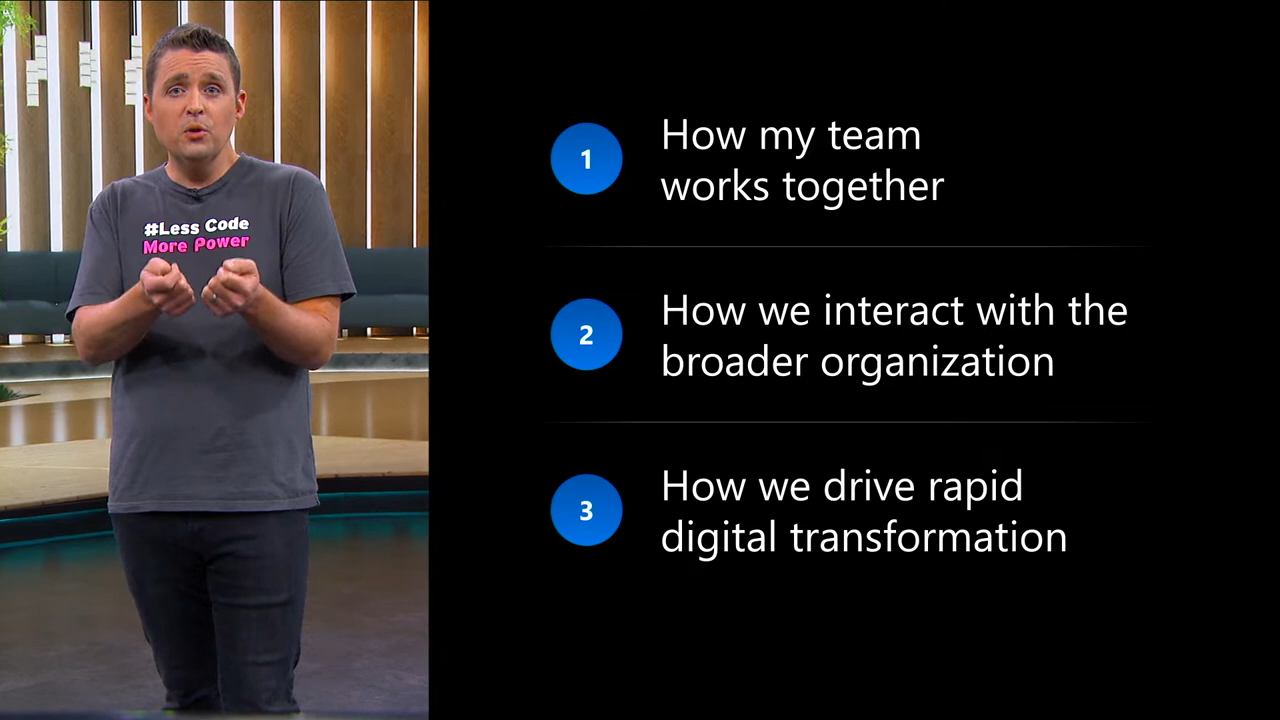 #Less Code
More Power
1
How my team
works together
2
How we interact with the
broader organization
3
How we drive rapid
digital transformation